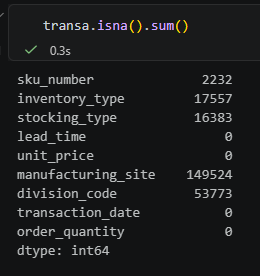 transa.isna().sum()
0.3s
sku_number 2232
inventory_type 17557
stocking_type 16383
lead_time 0
unit_price 0
manufacturing_site 149524
division_code 53773
transaction_date 0
order_quantity 0
dtype: int64